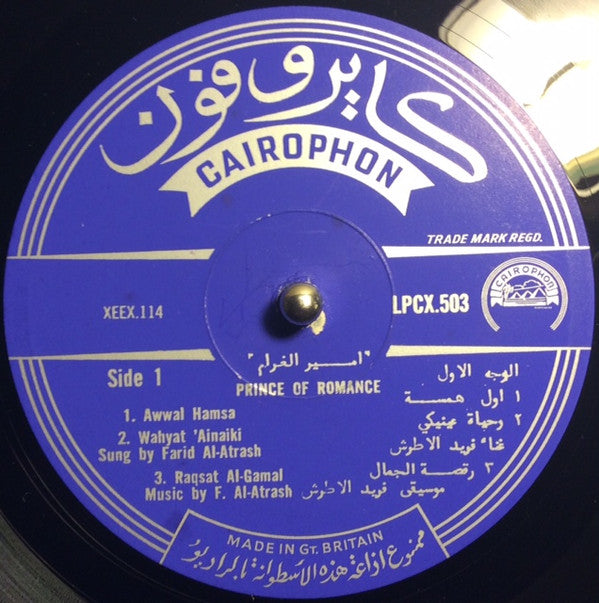 كايروفون
CAIROPHON
TRADE MARK REGD.
CAIROPHON
XEEX.114
LPCX.503
"امير الغرام"
PRINCE OF ROMANCE
Side 1
1. Awwal Hamsa
2. Wahyat 'Ainaiki
Sung by Farid Al-Atrash
3. Raqsat Al-Gamal
Music by F. Al-Atrash
الوجه الاول
١ اول همسة
٢ وحياة عينيكي
غناء فريد الاطرش
٣ رقصة الجمال
موسيقى فريد الاطرش
MADE IN GT. BRITAIN
ممنوع اذاعة هذه الاسطوانة بالراديو